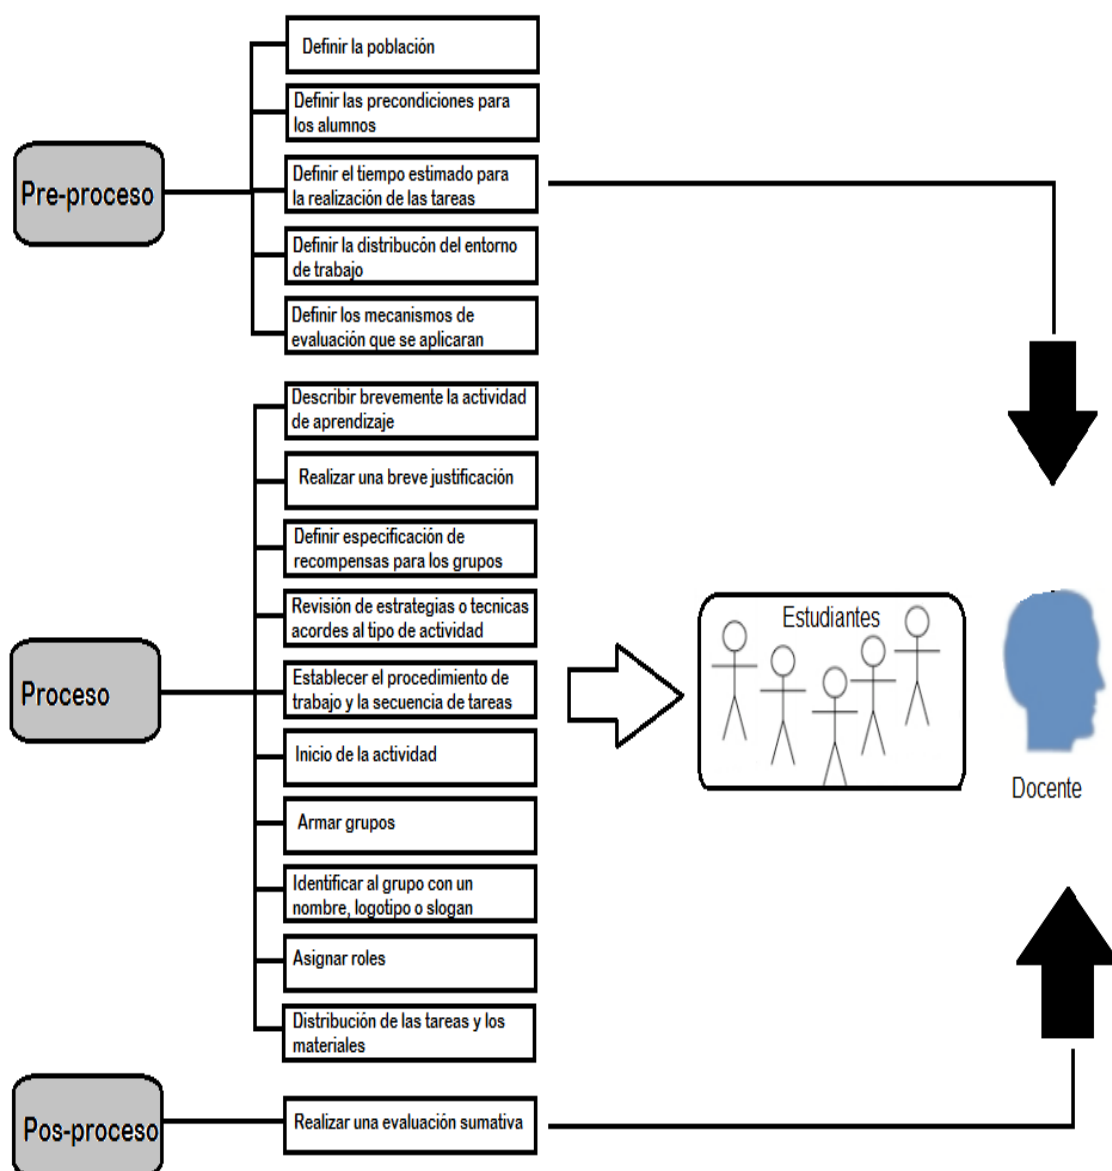 Pre-proceso
Definir la población
Definir las precondiciones para
los alumnos
Definir el tiempo estimado para
la realización de las tareas
Definir la distribucón del entorno
de trabajo
Definir los mecanismos de
evaluación que se aplicaran
Proceso
Describir brevemente la actividad
de aprendizaje
Realizar una breve justificación
Definir especificación de
recompensas para los grupos
Revisión de estrategias o tecnicas
acordes al tipo de actividad
Establecer el procedimiento de
trabajo y la secuencia de tareas
Inicio de la actividad
Armar grupos
Identificar al grupo con un
nombre, logotipo o slogan
Asignar roles
Distribución de las tareas y los
materiales
Estudiantes
Docente
Pos-proceso
Realizar una evaluación sumativa